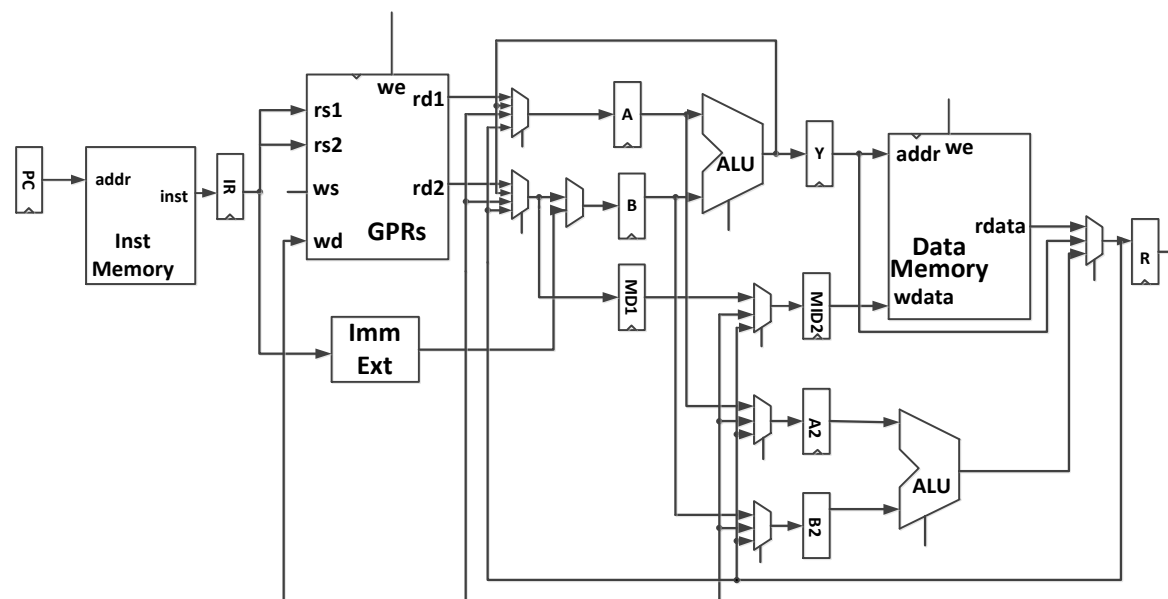 PC
addr
inst
Inst
Memory
IR
we
rs1
rs2
ws
wd
rd1
rd2
GPRs
Imm
Ext
A
B
MD1
ALU
Y
MID2
we
addr
rdata
Data
Memory
wdata
R
A2
B2
ALU